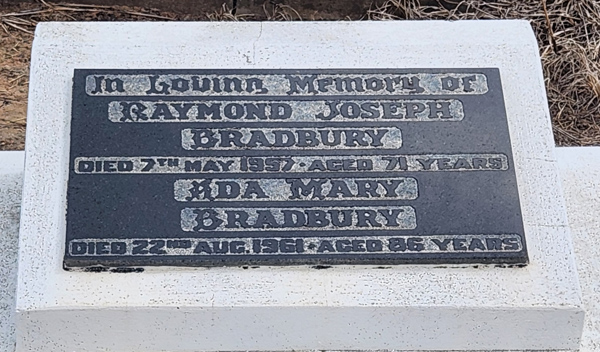 In Loving Memory of
RAYMOND JOSEPH
BRADBURY
DIED 7TH MAY 1957 · AGED 71 YEARS
ADA MARY
BRADBURY
DIED 22ND AUG. 1961 · AGED 86 YEARS